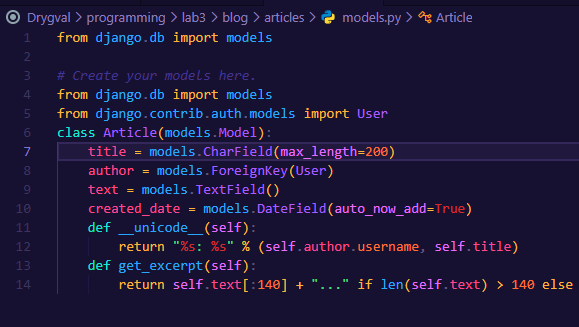 Drygval > programming > lab3 > blog > articles > models.py > Article
1 from django.db import models
2
3 # Create your models here.
4 from django.db import models
5 from django.contrib.auth.models import User
6 class Article(models.Model):
7     title = models.CharField(max_length=200)
8     author = models.ForeignKey(User)
9     text = models.TextField()
10     created_date = models.DateField(auto_now_add=True)
11     def __unicode__(self):
12         return "%s: %s" % (self.author.username, self.title)
13     def get_excerpt(self):
14         return self.text[:140] + "..." if len(self.text) > 140 else